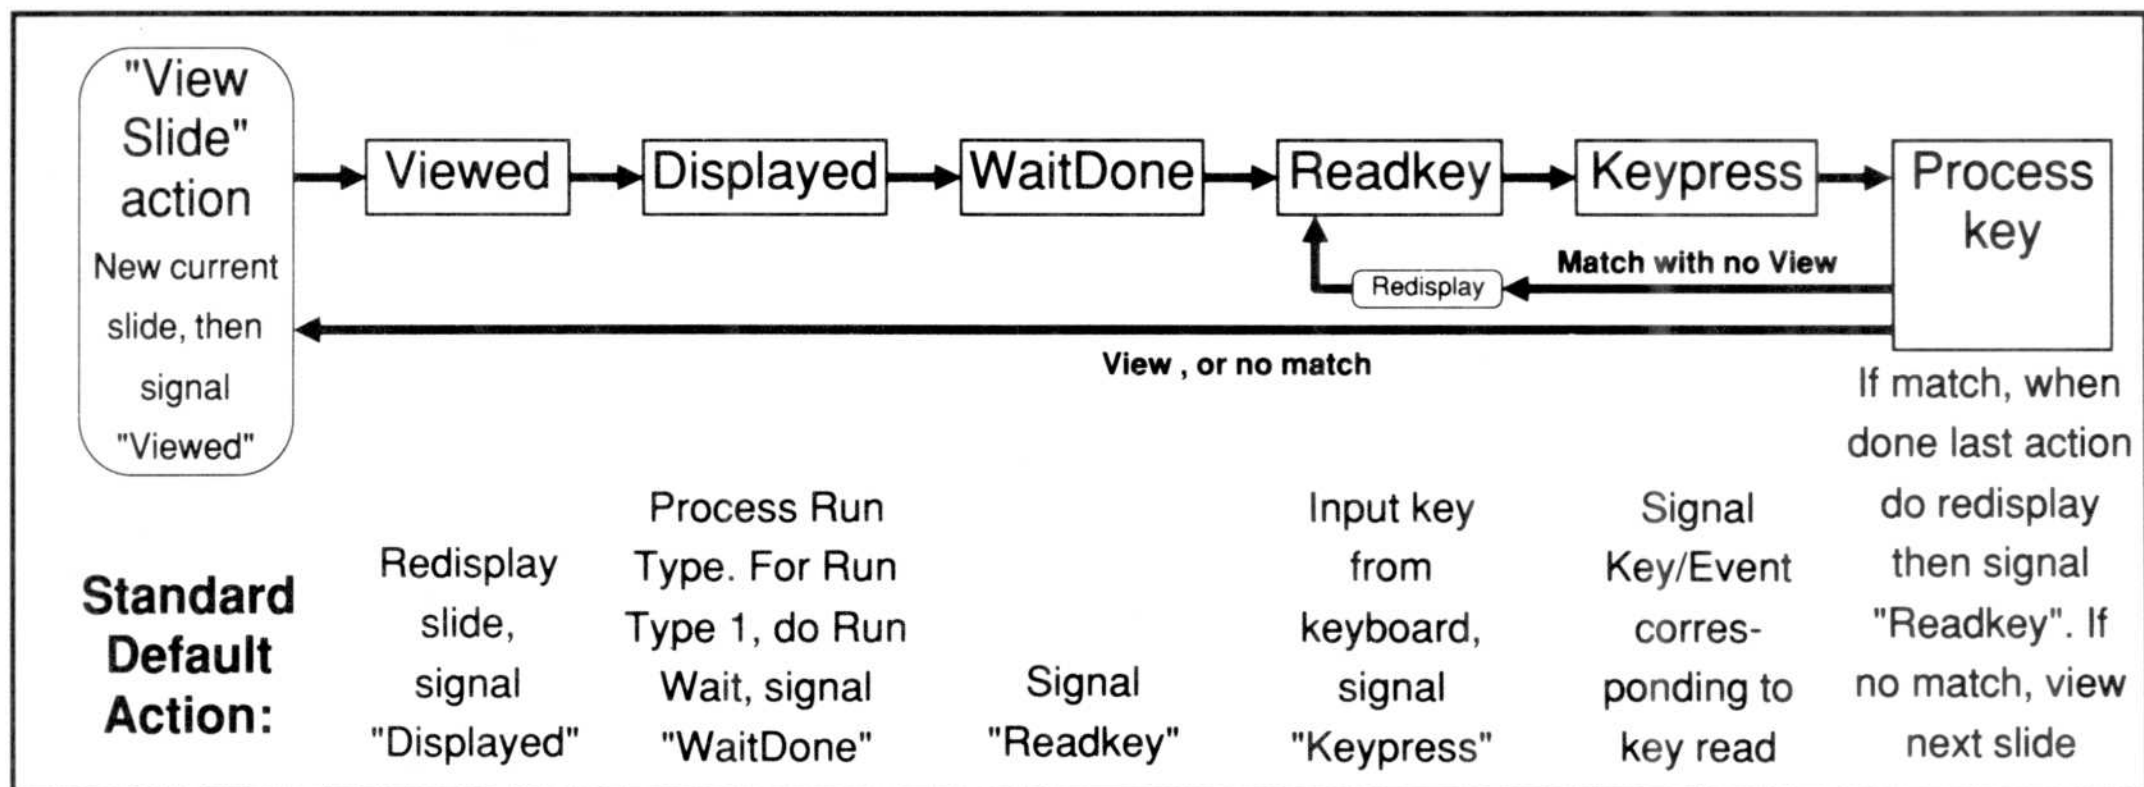 "View
Slide"
action
New current
slide, then
signal
"Viewed"
Viewed
Displayed
WaitDone
Readkey
Keypress
Process
key
Match with no View
Redisplay
View , or no match
Standard
Default
Action:
Redisplay
slide,
signal
"Displayed"
Process Run
Type. For Run
Type 1, do Run
Wait, signal
"WaitDone"
Signal
"Readkey"
Input key
from
keyboard,
signal
"Keypress"
Signal
Key/Event
corres-
ponding to
key read
If match, when
done last action
do redisplay
then signal
"Readkey". If
no match, view
next slide